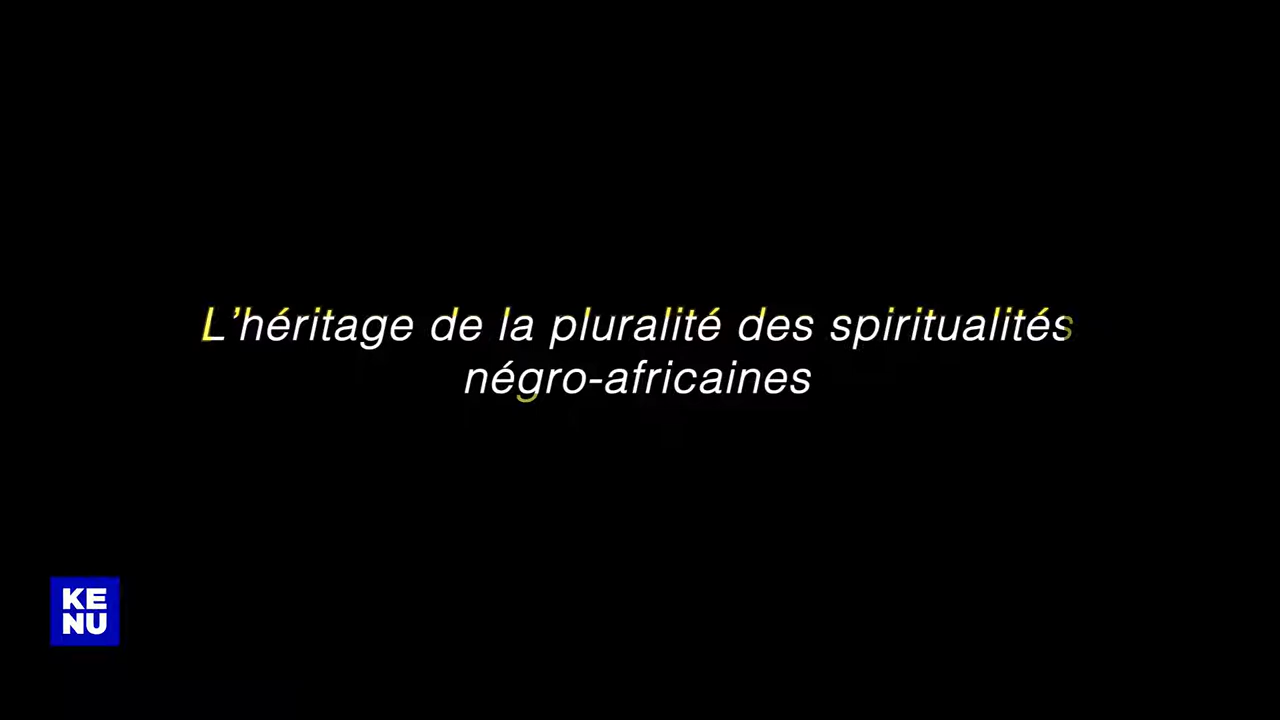 L’héritage de la pluralité des spiritualités
négro-africaines
KE
NU